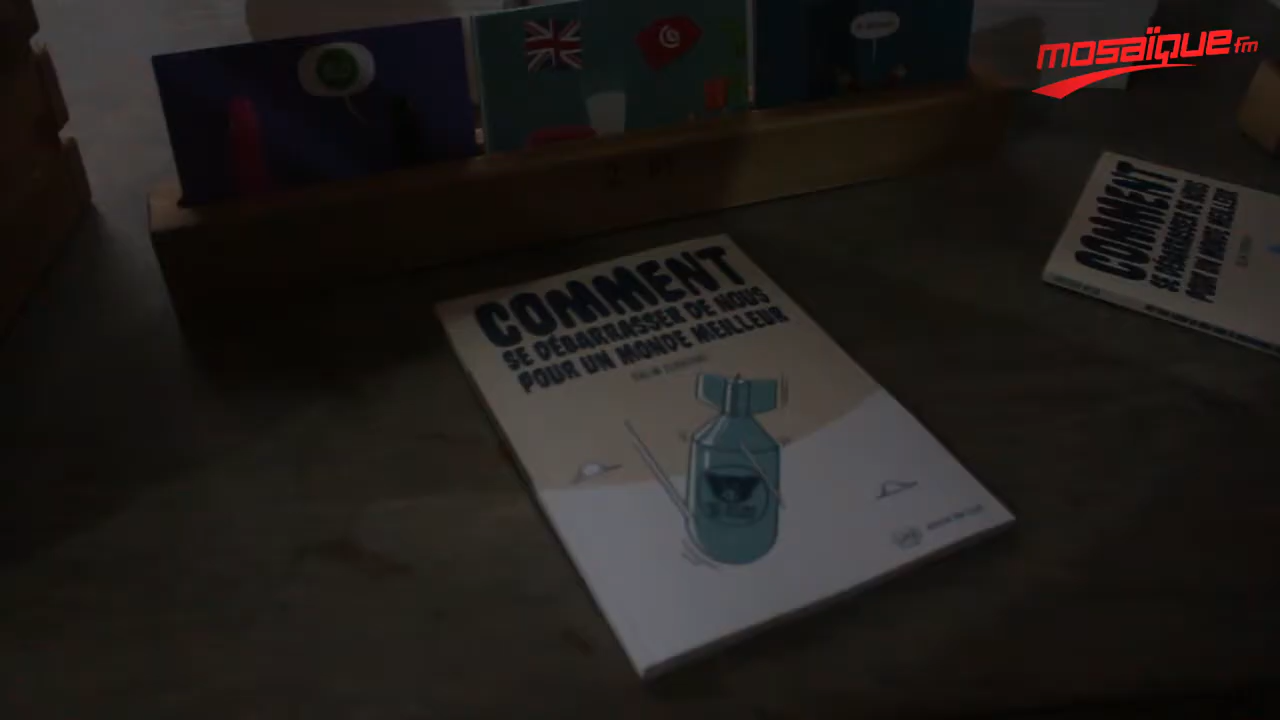 mosaïque fm
COMMENT
SE DÉBARRASSER DE NOUS
POUR UN MONDE MEILLEUR
COMMENT
SE DÉBARRASSER DE NOUS
POUR UN MONDE MEILLEUR